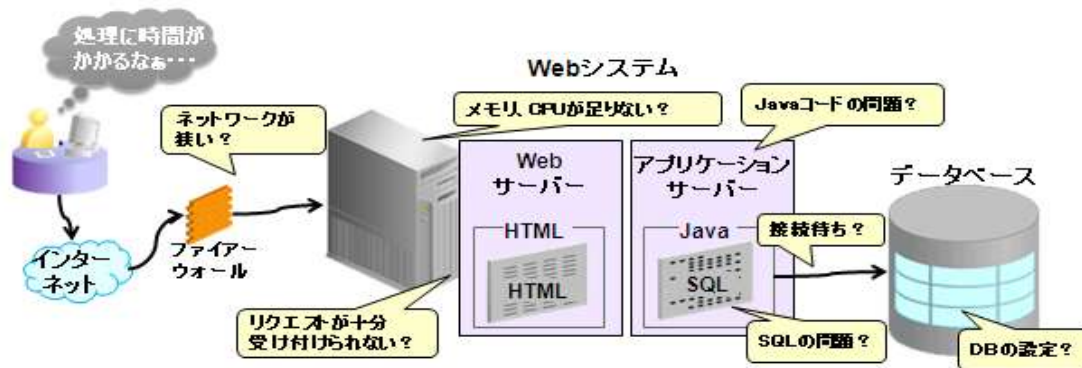 処理に時間が
かかるなぁ・・・
Webシステム
ネットワークが
狭い？
メモリ、CPUが足りない？
Javaコードの問題？
Web
サーバー
アプリケーション
サーバー
データベース
インター
ネット
ファイアー
ウォール
HTML
HTML
Java
SQL
接続待ち？
リクエストが十分
受け付けられない？
SQLの問題？
DBの設定？